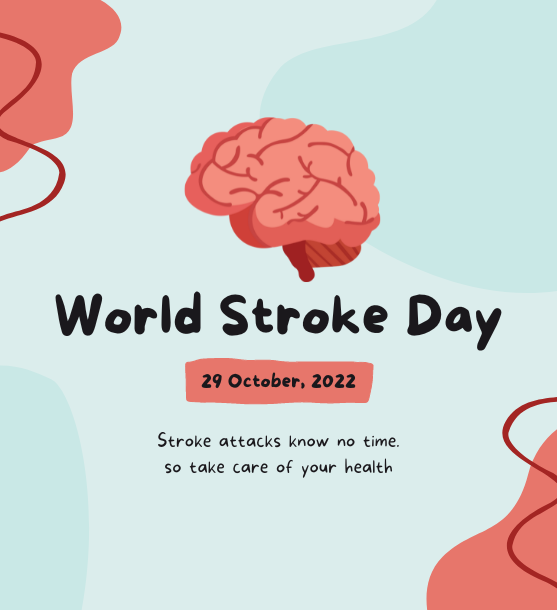 World Stroke Day
29 October, 2022
Stroke attacks know no time.
so take care of your health